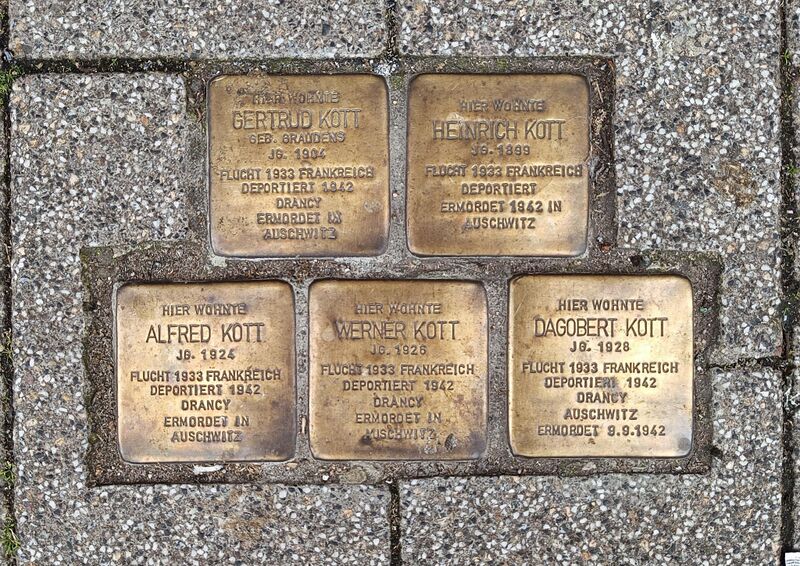 HIER WOHNTE
GERTRUD KOTT
GEB. GRAUDENS
JG. 1904
FLUCHT 1933 FRANKREICH
DEPORTIERT 1942
DRANCY
ERMORDET IN
AUSCHWITZ
HIER WOHNTE
HEINRICH KOTT
JG. 1899
FLUCHT 1933 FRANKREICH
DEPORTIERT
ERMORDET 1942 IN
AUSCHWITZ
HIER WOHNTE
ALFRED KOTT
JG. 1924
FLUCHT 1933 FRANKREICH
DEPORTIERT 1942
DRANCY
ERMORDET IN
AUSCHWITZ
HIER WOHNTE
WERNER KOTT
JG. 1926
FLUCHT 1933 FRANKREICH
DEPORTIERT 1942
DRANCY
ERMORDET IN
AUSCHWITZ
HIER WOHNTE
DAGOBERT KOTT
JG. 1928
FLUCHT 1933 FRANKREICH
DEPORTIERT 1942
DRANCY
AUSCHWITZ
ERMORDET 9.9.1942